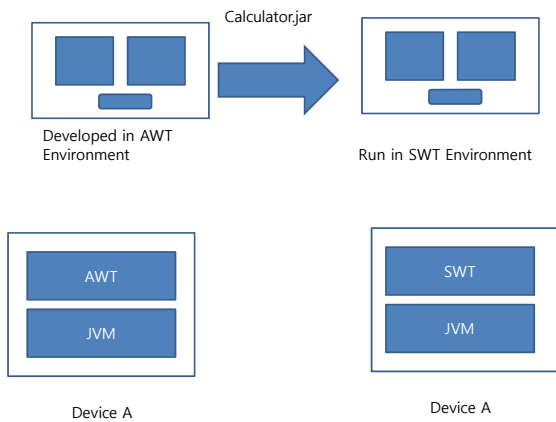 Calculator.jar
Developed in AWT
Environment
Run in SWT Environment
AWT
JVM
Device A
SWT
JVM
Device A